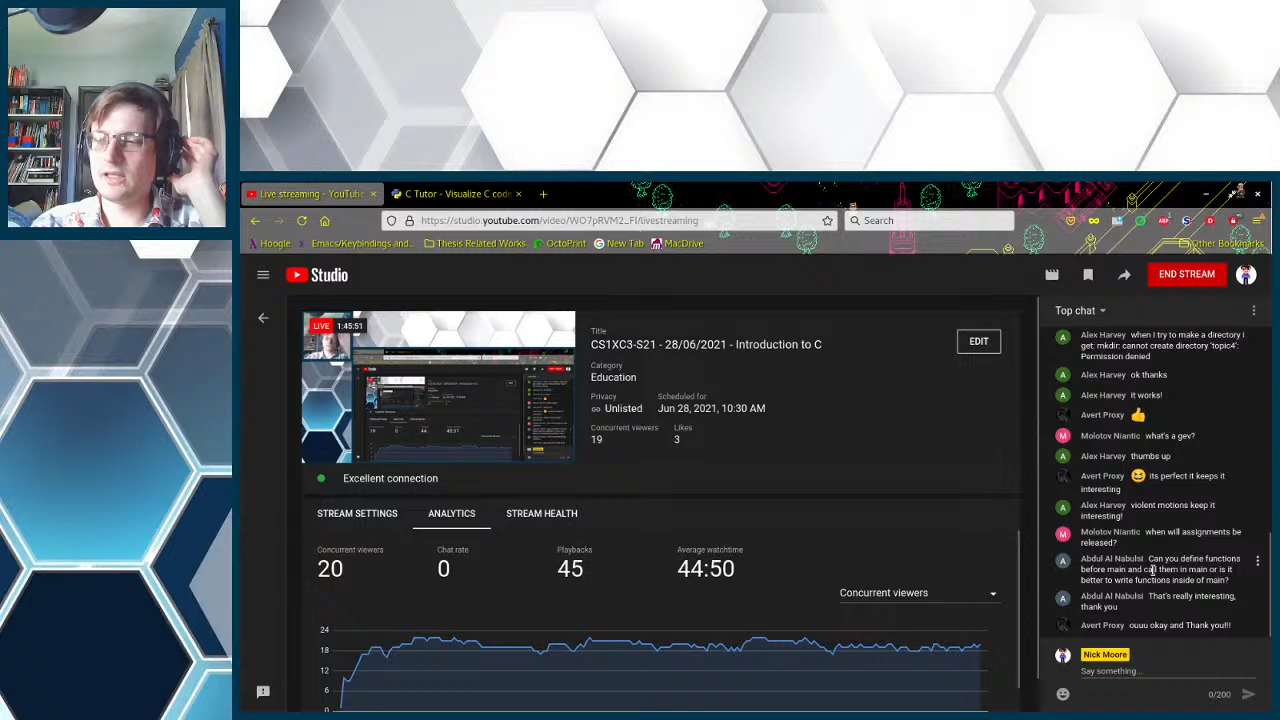 Live streaming - YouTube
C Tutor - Visualize C code
https://studio.youtube.com/video/WO7pRVM2_FI/livestreaming
Search
Hoogle
Emacs/Keybindings and...
Thesis Related Works
OctoPrint
New Tab
MacDrive
Other Bookmarks
Studio
END STREAM
LIVE 1:45:51
Title
CS1XC3-S21 - 28/06/2021 - Introduction to C
EDIT
Category
Education
Privacy
Unlisted
Scheduled for
Jun 28, 2021, 10:30 AM
Concurrent viewers
19
Likes
3
Excellent connection
STREAM SETTINGS
ANALYTICS
STREAM HEALTH
Concurrent viewers
20
Chat rate
0
Playbacks
45
Average watchtime
44:50
Concurrent viewers
24
18
12
6
0
Top chat
Alex Harvey when I try to make a directory I
get: mkdir: cannot create directory 'topic4':
Permission denied
Alex Harvey ok thanks
Alex Harvey it works!
Avert Proxy 👍
Molotov Niantic what's a gev?
Alex Harvey thumbs up
Avert Proxy 😆 its perfect it keeps it
interesting
Alex Harvey violent motions keep it
interesting!
Molotov Niantic when will assignments be
released?
Abdul Al Nabulsi Can you define functions
before main and call them in main or is it
better to write functions inside of main?
Abdul Al Nabulsi That's really interesting,
thank you
Avert Proxy ouuu okay and Thank you!!!
Nick Moore
Say something...
0/200